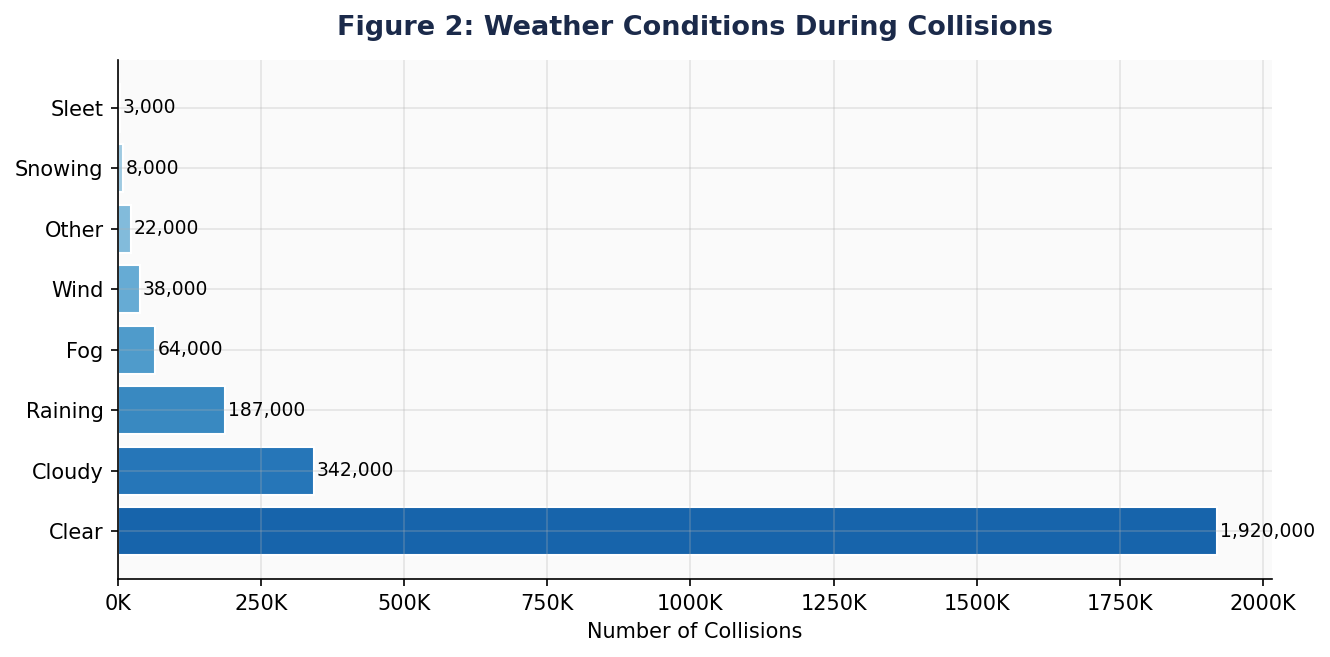 Figure 2: Weather Conditions During Collisions
Sleet 3,000
Snowing 8,000
Other 22,000
Wind 38,000
Fog 64,000
Raining 187,000
Cloudy 342,000
Clear 1,920,000
0K 250K 500K 750K 1000K 1250K 1500K 1750K 2000K
Number of Collisions